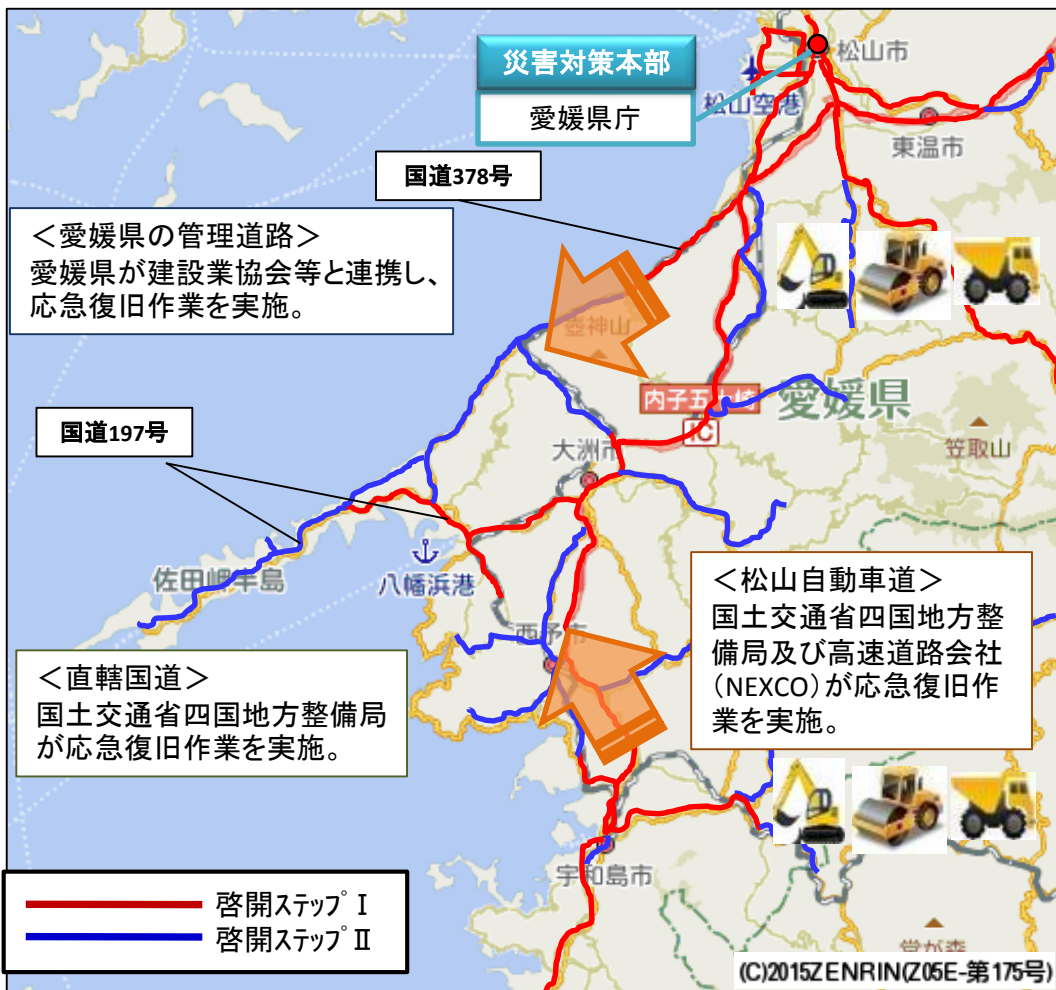 災害対策本部
愛媛県庁
松山市
松山空港
東温市
国道378号
＜愛媛県の管理道路＞
愛媛県が建設業協会等と連携し、
応急復旧作業を実施。
壺神山
内子五十崎
IC
愛媛県
国道197号
大洲市
笠取山
佐田岬半島
八幡浜港
＜松山自動車道＞
国土交通省四国地方整
備局及び高速道路会社
（NEXCO）が応急復旧作
業を実施。
西予市
＜直轄国道＞
国土交通省四国地方整備局
が応急復旧作業を実施。
宇和島市
啓開ステップⅠ
啓開ステップⅡ
堂が森
(C)2015ZENRIN(Z05E-第175号)